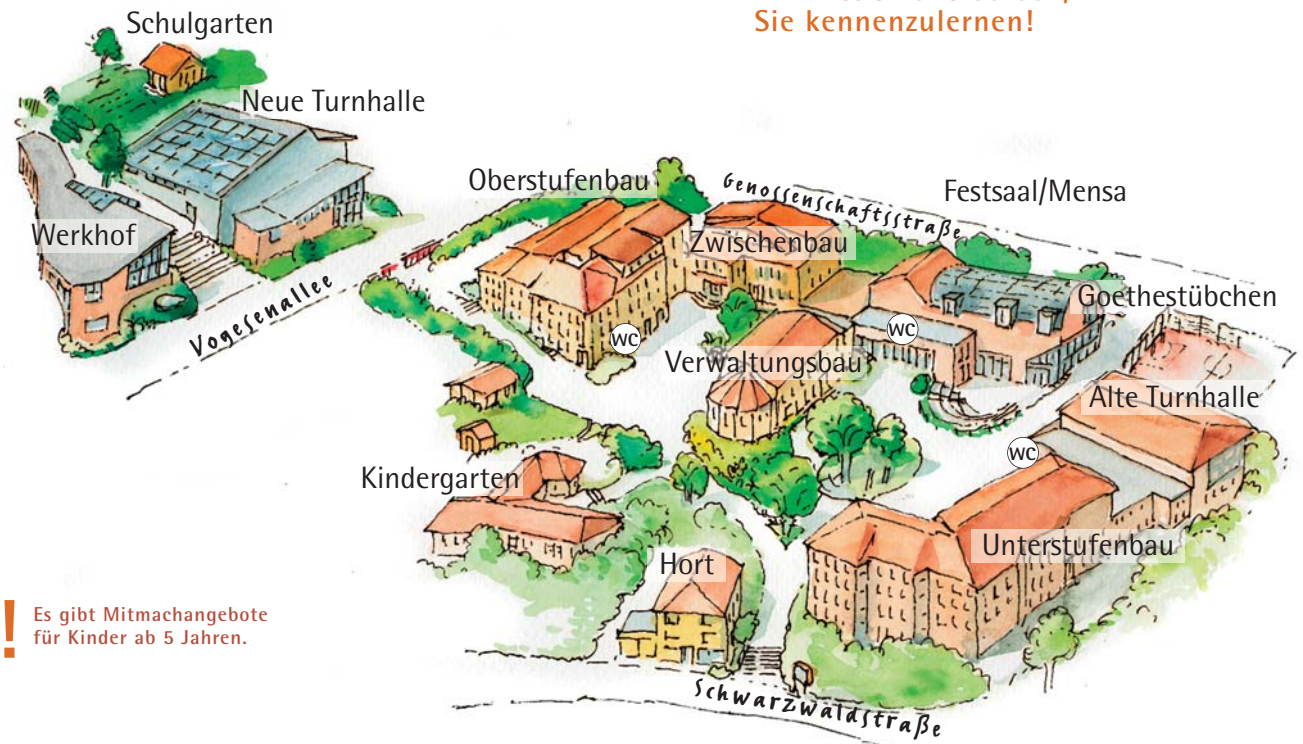 Sie kennenzulernen!
Schulgarten
Neue Turnhalle
Oberstufenbau
Genossenschaftsstraße
Festsaal/Mensa
Werkhof
Zwischenbau
Goethestübchen
Vogesenallee
WC
WC
Verwaltungsbau
Alte Turnhalle
WC
Kindergarten
Unterstufenbau
Hort
! Es gibt Mitmachangebote
für Kinder ab 5 Jahren.
Schwarzwaldstraße